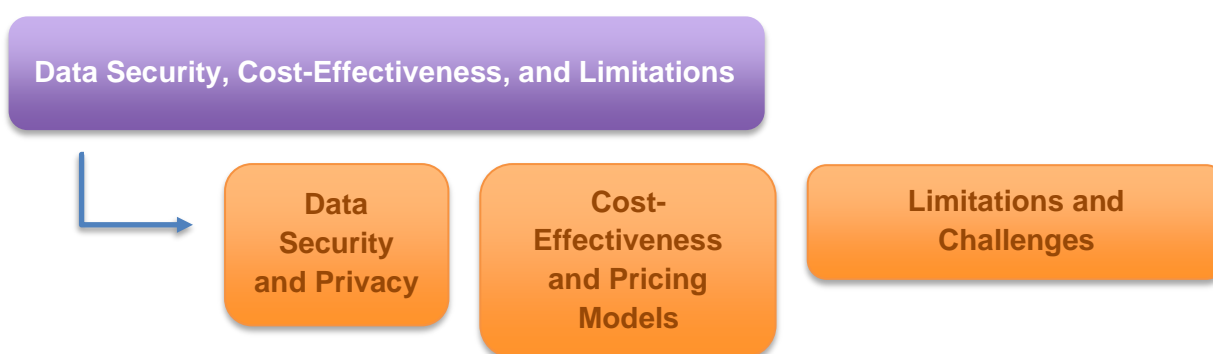 Data Security, Cost-Effectiveness, and Limitations
Data
Security
and Privacy
Cost-
Effectiveness
and Pricing
Models
Limitations and
Challenges